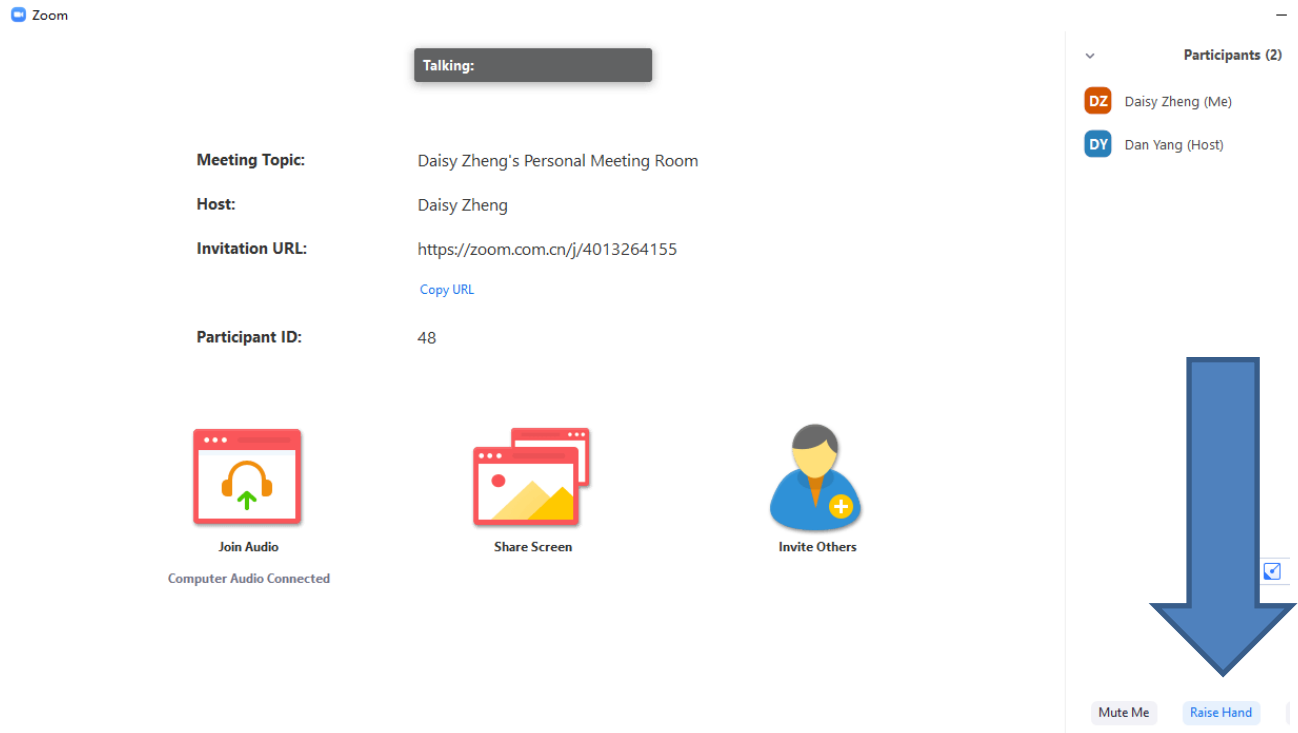 Zoom
Talking:
Meeting Topic: Daisy Zheng's Personal Meeting Room
Host: Daisy Zheng
Invitation URL: https://zoom.com.cn/j/4013264155
Copy URL
Participant ID: 48
Join Audio
Computer Audio Connected
Share Screen
Invite Others
Participants (2)
DZ Daisy Zheng (Me)
DY Dan Yang (Host)
Mute Me
Raise Hand